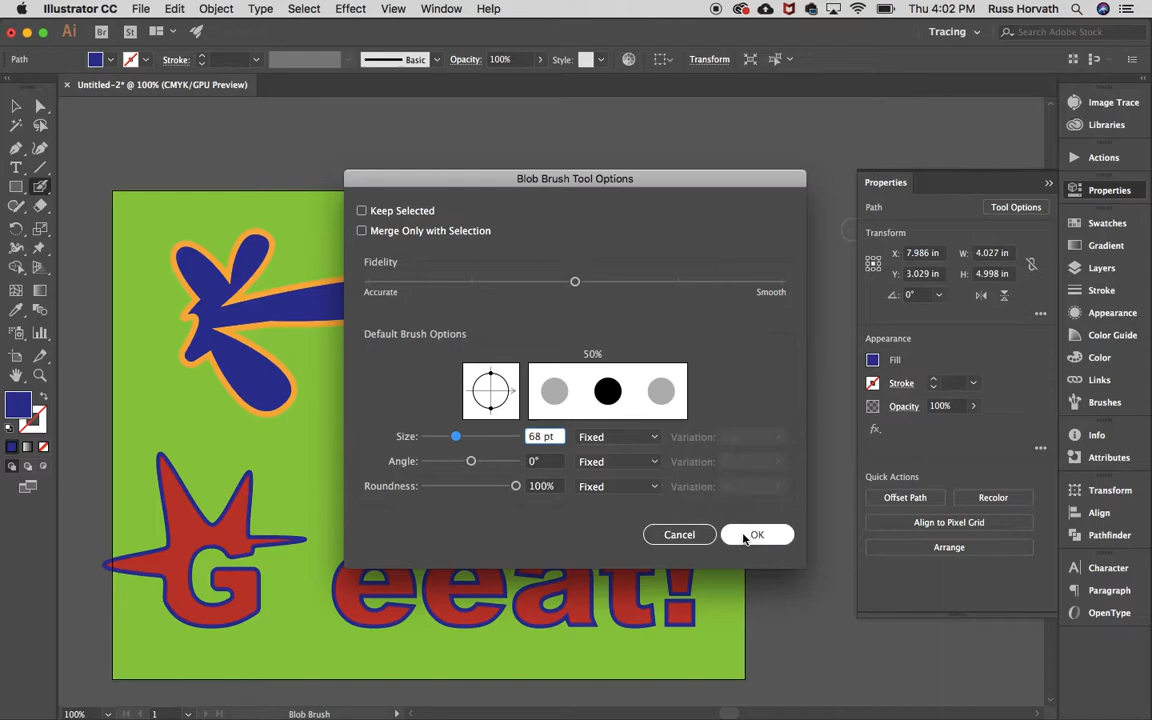 Illustrator CC File Edit Object Type Select Effect View Window Help Thu 4:02 PM Russ Horvath
Ai Br St Tracing Search Adobe Stock
Path Stroke: Basic Opacity: 100% Style: Transform
Untitled-2* @ 100% (CMYK/GPU Preview)
Blob Brush Tool Options
Keep Selected
Merge Only with Selection
Fidelity
Accurate Smooth
Default Brush Options
50%
Size: 68 pt Fixed Variation:
Angle: 0° Fixed Variation:
Roundness: 100% Fixed Variation:
Cancel OK
G eeeat!
Properties
Path Tool Options
Transform
X: 7.986 in W: 4.027 in
Y: 3.029 in H: 4.998 in
0°
Appearance
Fill
Stroke
Opacity 100%
fx.
Quick Actions
Offset Path Recolor
Align to Pixel Grid
Arrange
Image Trace
Libraries
Actions
Properties
Swatches
Gradient
Layers
Stroke
Appearance
Color Guide
Color
Links
Brushes
Info
Attributes
Transform
Align
Pathfinder
Character
Paragraph
OpenType
100% 1 Blob Brush